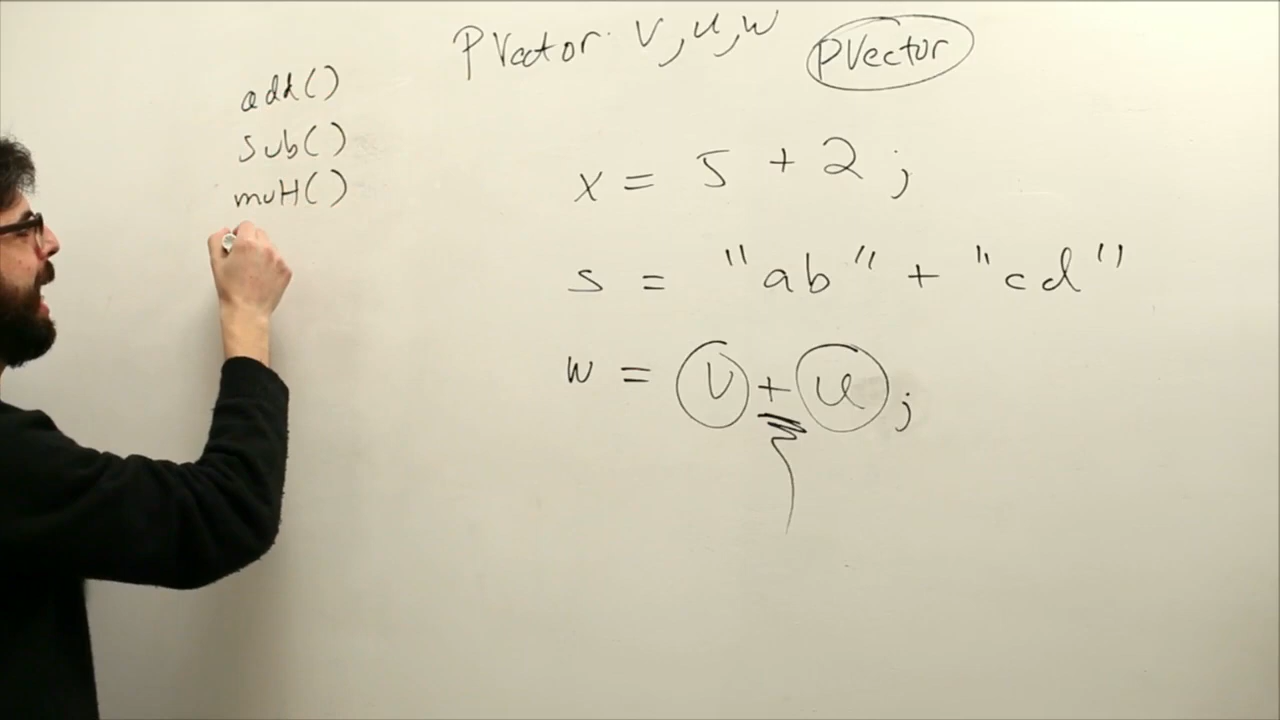 PVector v, u, w
PVector
add()
sub()
mult()
x = 5 + 2 ;
s = "ab" + "cd"
w = v + u ;